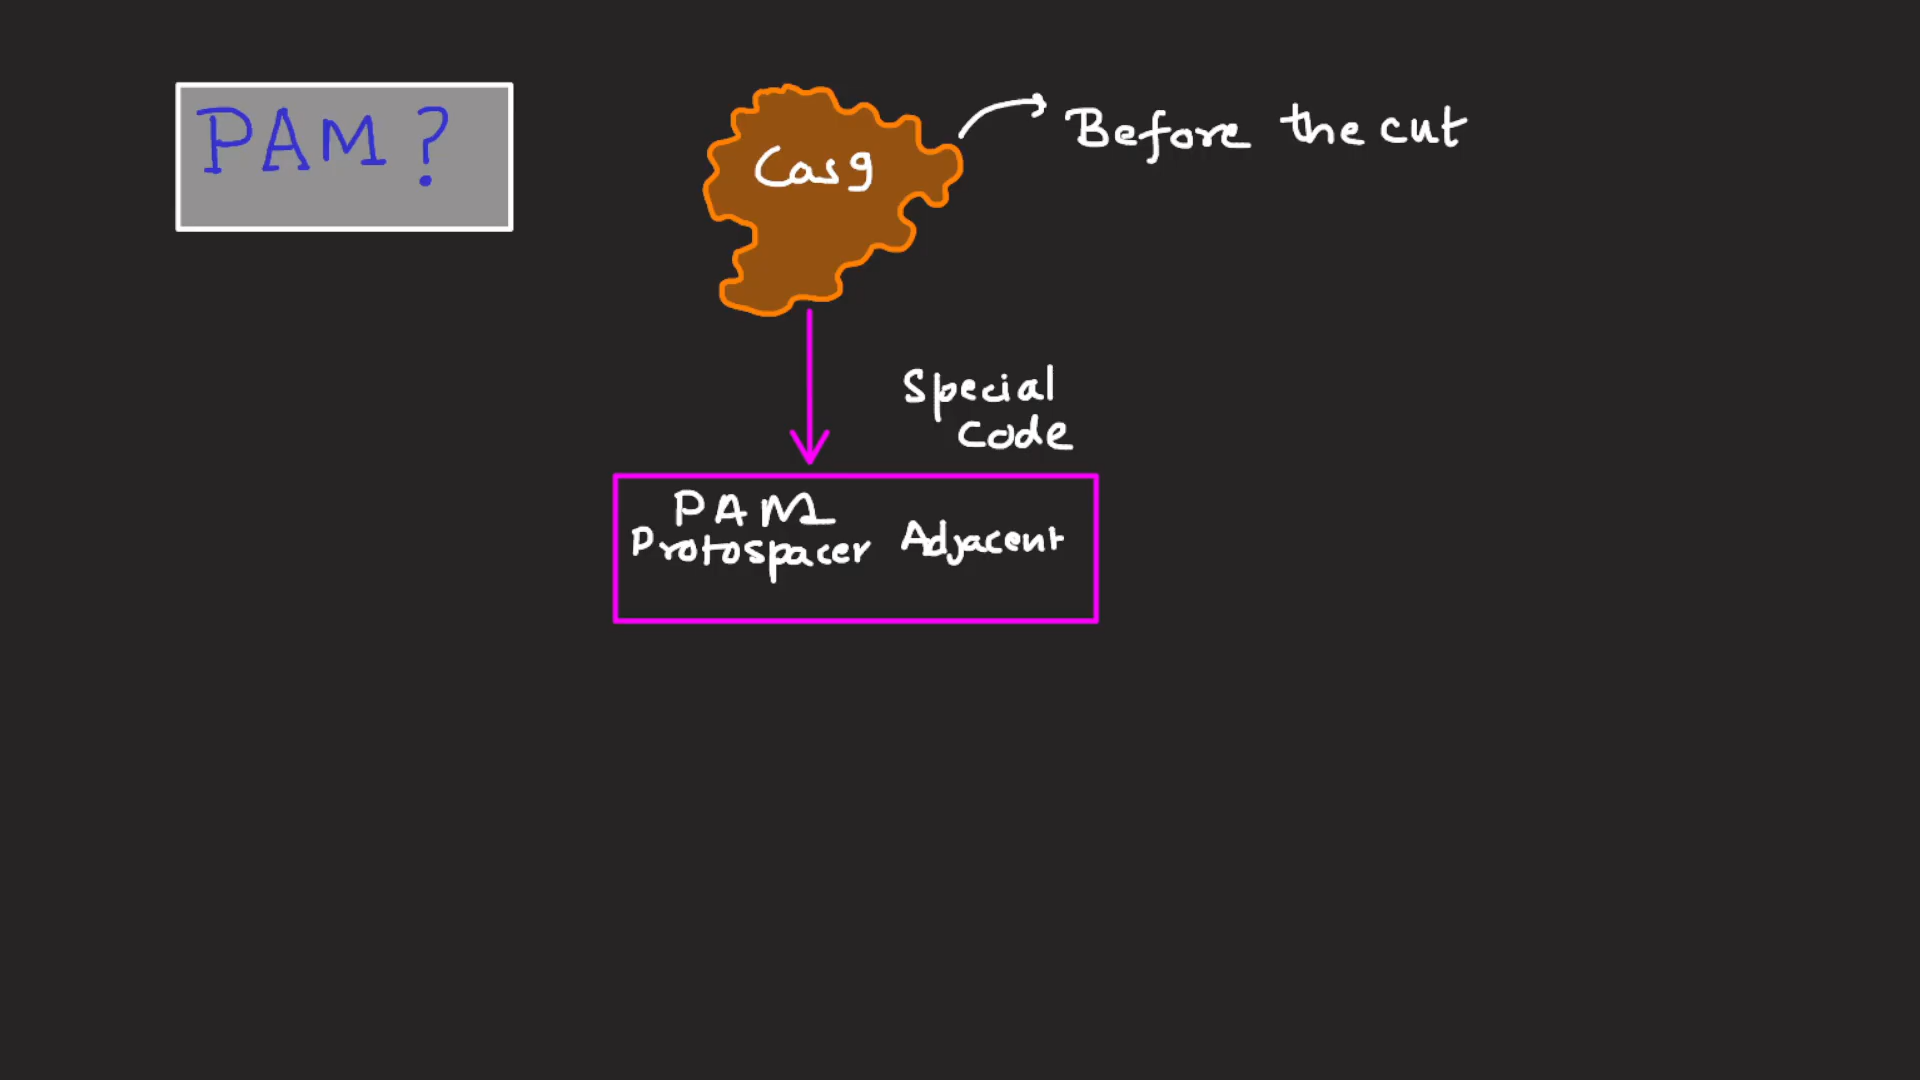 PAM ?
Cas9
Before the cut
Special
Code
PAM
Protospacer Adjacent